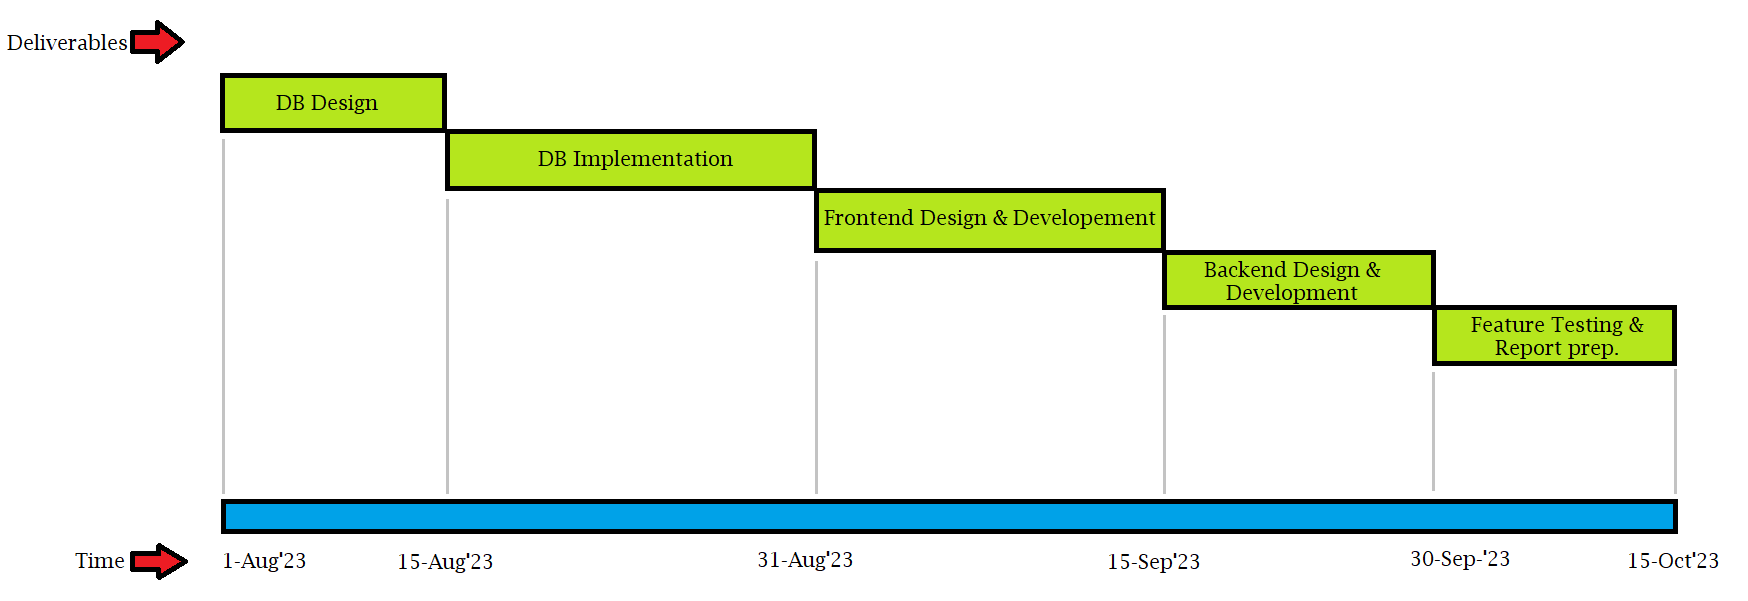 Deliverables
DB Design
DB Implementation
Frontend Design & Developement
Backend Design &
Development
Feature Testing &
Report prep.
Time
1-Aug'23
15-Aug'23
31-Aug'23
15-Sep'23
30-Sep-'23
15-Oct'23